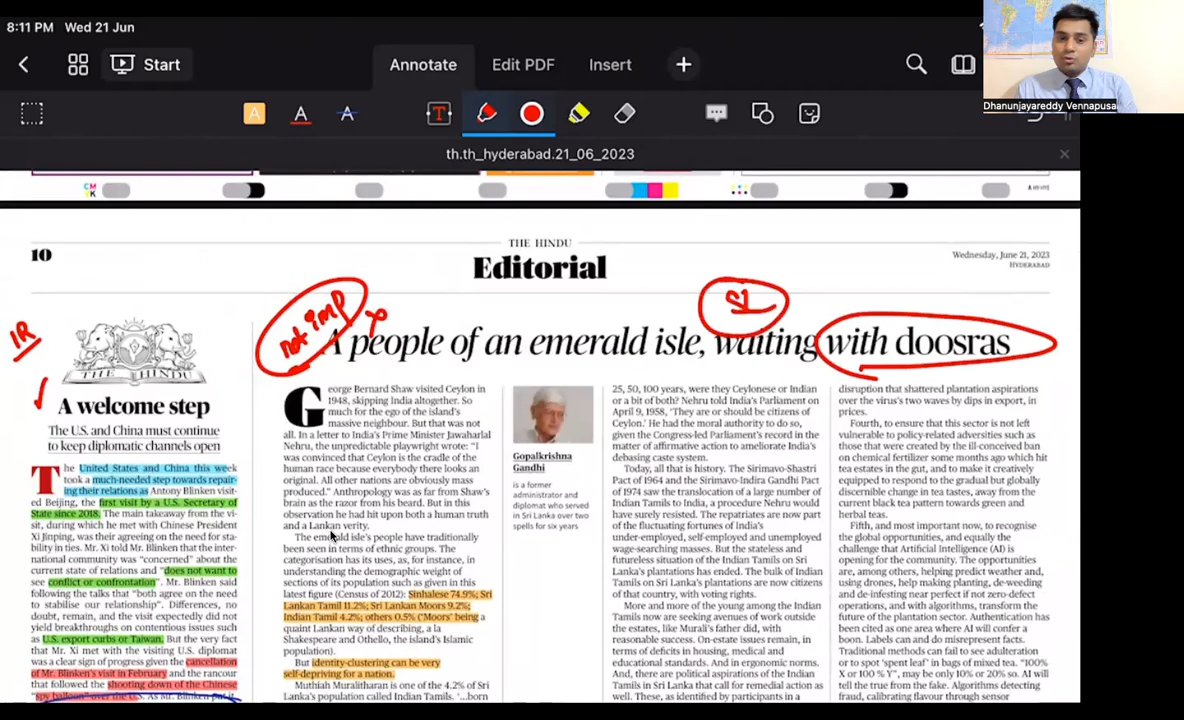 8:11 PM Wed 21 Jun
Start
Annotate
Edit PDF
Insert
Dhanunjayareddy Vennapusa
th.th_hyderabad.21_06_2023
CM
K
10
THE HINDU
Editorial
Wednesday, June 21, 2023
HYDERABAD
IR
not imp
SL
THE HINDU
A welcome step
The U.S. and China must continue
to keep diplomatic channels open
The United States and China this week
took a much-needed step towards repair-
ing their relations as Antony Blinken visit-
ed Beijing, the first visit by a U.S. Secretary of
State since 2018. The main takeaway from the vi-
sit, during which he met with Chinese President
Xi Jinping, was their agreeing on the need for sta-
bility in ties. Mr. Xi told Mr. Blinken that the inter-
national community was "concerned" about the
current state of relations and "does not want to
see conflict or confrontation". Mr. Blinken said
following the talks that "both agree on the need
to stabilise our relationship". Differences, no
doubt, remain, and the visit expectedly did not
yield breakthroughs on contentious issues such
as U.S. export curbs or Taiwan. But the very fact
that Mr. Xi met with the visiting U.S. diplomat
was a clear sign of progress given the cancellation
of Mr. Blinken's visit in February and the rancour
that followed the shooting down of the Chinese
"spy balloon" over the U.S. As Mr. Blinken put it,
A people of an emerald isle, waiting with doosras
George Bernard Shaw visited Ceylon in
1948, skipping India altogether. So
much for the ego of the island's
massive neighbour. But that was not
all. In a letter to India's Prime Minister Jawaharlal
Nehru, the unpredictable playwright wrote: "I
was convinced that Ceylon is the cradle of the
human race because everybody there looks an
original. All other nations are obviously mass
produced." Anthropology was as far from Shaw's
brain as the razor from his beard. But in this
observation he had hit upon both a human truth
and a Lankan verity.
The emerald isle's people have traditionally
been seen in terms of ethnic groups. The
categorisation has its uses, as, for instance, in
understanding the demographic weight of
sections of its population such as given in this
latest figure (Census of 2012): Sinhalese 74.9%; Sri
Lankan Tamil 11.2%; Sri Lankan Moors 9.2%;
Indian Tamil 4.2%; others 0.5% ('Moors' being a
quaint Lankan way of describing, a la
Shakespeare and Othello, the island's Islamic
population).
But identity-clustering can be very
self-depriving for a nation.
Muthiah Muralitharan is one of the 4.2% of Sri
Lanka's population called Indian Tamils. '...born
Gopalkrishna
Gandhi
is a former
administrator and
diplomat who served
in Sri Lanka over two
spells for six years
25, 50, 100 years, were they Ceylonese or Indian
or a bit of both? Nehru told India's Parliament on
April 9, 1958, 'They are or should be citizens of
Ceylon.' He had the moral authority to do so,
given the Congress-led Parliament's record in the
matter of affirmative action to ameliorate India's
debasing caste system.
Today, all that is history. The Sirimavo-Shastri
Pact of 1964 and the Sirimavo-Indira Gandhi Pact
of 1974 saw the translocation of a large number of
Indian Tamils to India, a procedure Nehru would
have surely resisted. The repatriates are now part
of the fluctuating fortunes of India's
under-employed, self-employed and unemployed
wage-searching masses. But the stateless and
futureless situation of the Indian Tamils on Sri
Lanka's plantations has ended. The bulk of Indian
Tamils on Sri Lanka's plantations are now citizens
of that country, with voting rights.
More and more of the young among the Indian
Tamils now are seeking avenues of work outside
the estates, like Murali's father did, with
reasonable success. On-estate issues remain, in
terms of deficits in housing, medical and
educational standards. And in ergonomic norms.
And, there are political aspirations of the Indian
Tamils in Sri Lanka that call for remedial action as
well. These, as identified by participants in a
disruption that shattered plantation aspirations
over the virus's two waves by dips in export, in
prices.
Fourth, to ensure that this sector is not left
vulnerable to policy-related adversities such as
those that were created by the ill-conceived ban
on chemical fertilizer some months ago which hit
tea estates in the gut, and to make it creatively
equipped to respond to the gradual but globally
discernible change in tea tastes, away from the
current black tea pattern towards green and
herbal teas.
Fifth, and most important now, to recognise
the global opportunities, and equally the
challenge that Artificial Intelligence (AI) is
opening for the community. The opportunities
are, among others, helping predict weather and,
using drones, help making planting, de-weeding
and de-infesting near perfect if not zero-defect
operations, and with algorithms, transform the
future of the plantation sector. Authentication has
been cited as one area where AI will confer a
boon. Labels can and do misrepresent facts.
Traditional methods can fail to see adulteration
or to spot 'spent leaf' in bags of mixed tea. "100%
X or 100 % Y", may be only 10% or 20% so. AI will
tell the true from the fake. Algorithms detecting
fraud, calibrating flavour through sensor